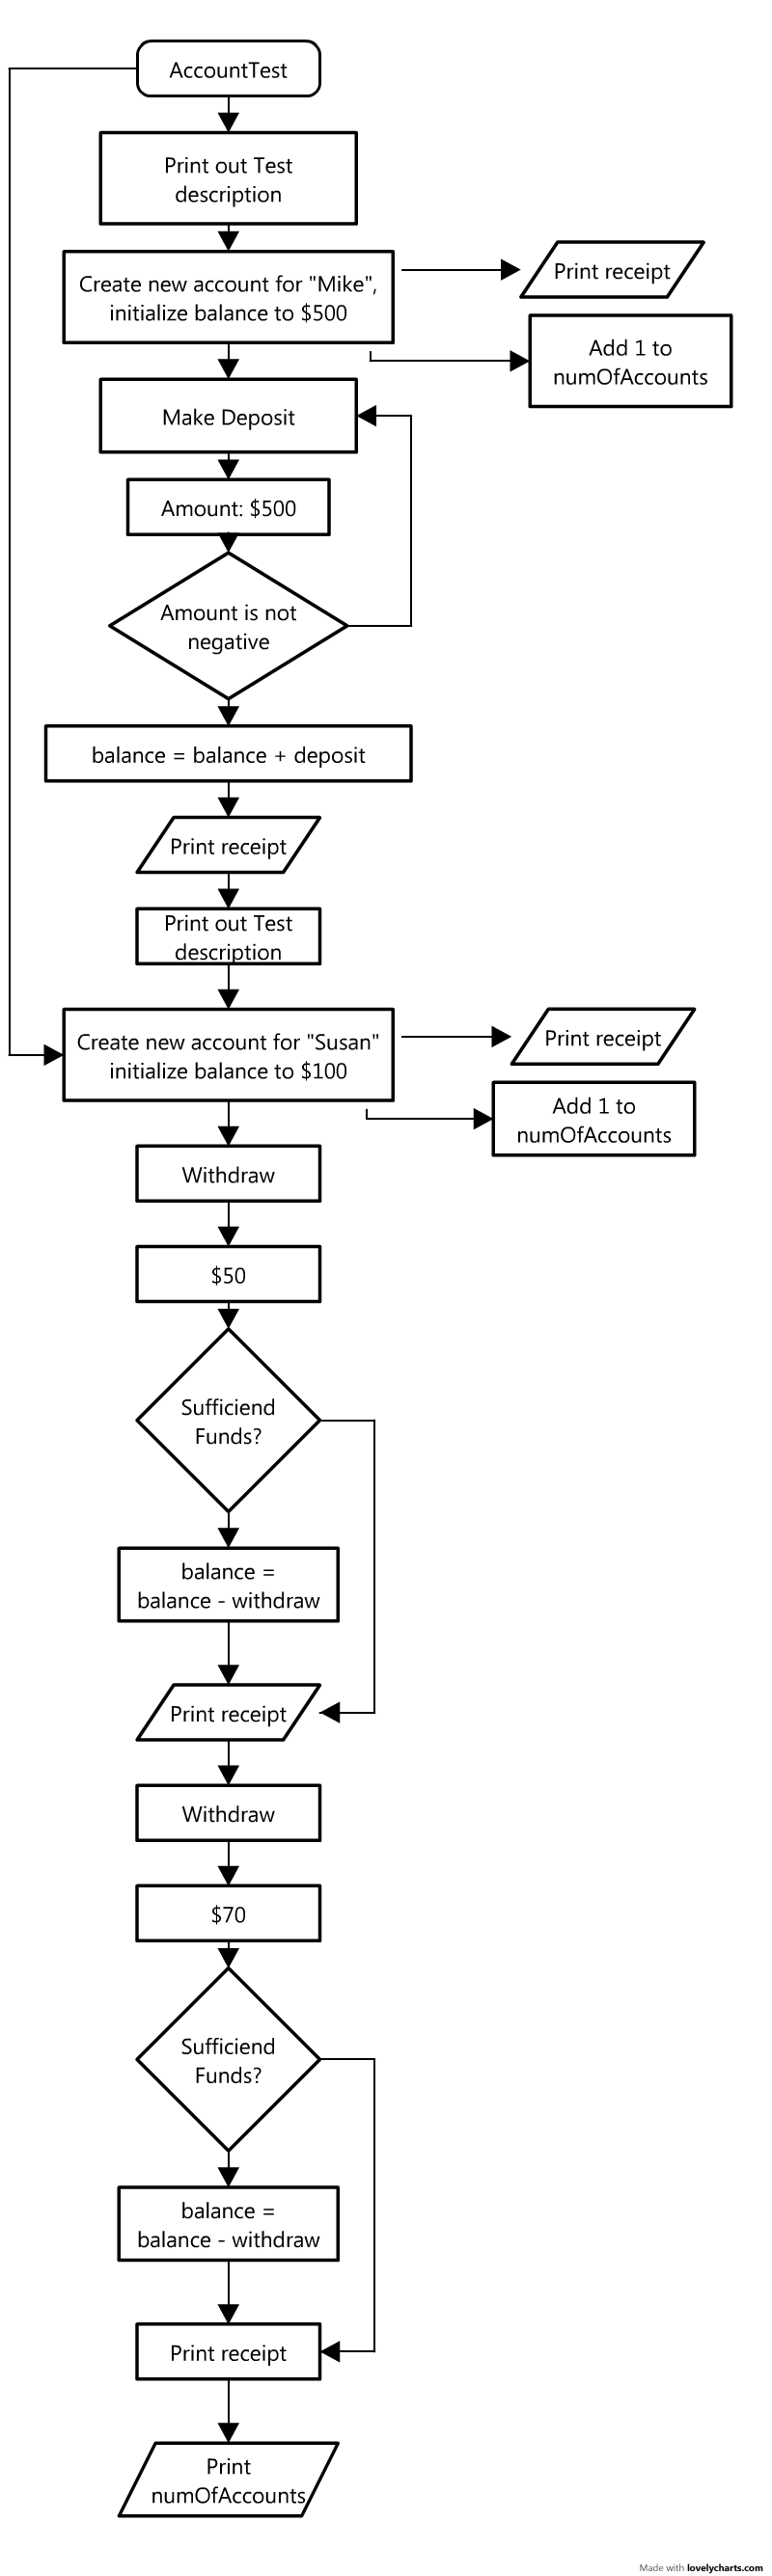 AccountTest
Print out Test
description
Create new account for "Mike",
initialize balance to $500
Print receipt
Add 1 to
numOfAccounts
Make Deposit
Amount: $500
Amount is not
negative
balance = balance + deposit
Print receipt
Print out Test
description
Create new account for "Susan"
initialize balance to $100
Print receipt
Add 1 to
numOfAccounts
Withdraw
$50
Sufficiend
Funds?
balance =
balance - withdraw
Print receipt
Withdraw
$70
Sufficiend
Funds?
balance =
balance - withdraw
Print receipt
Print
numOfAccounts
Made with lovelycharts.com